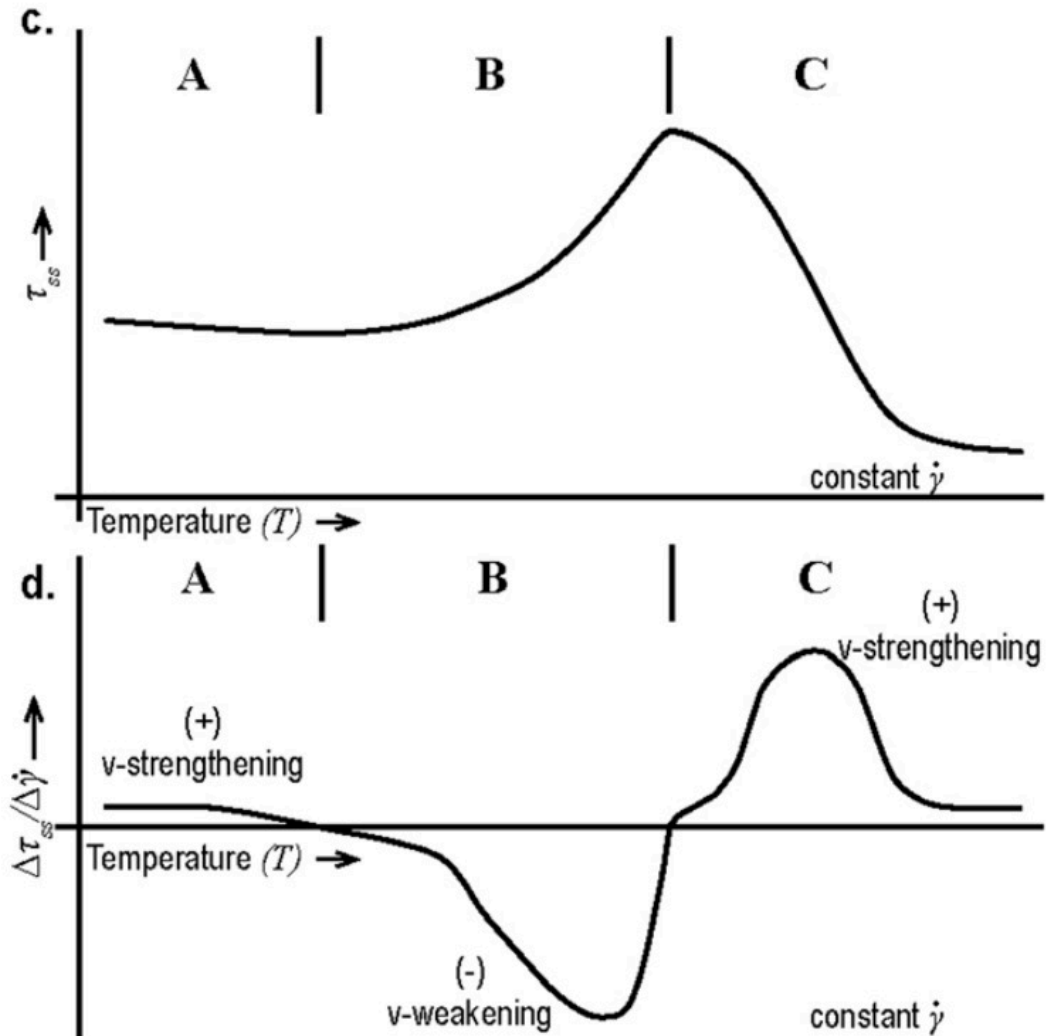 c.
A | B | C
τss →
constant γ̇
Temperature (T) →
d.
A | B | C
(+)
v-strengthening
(+)
v-strengthening
Δτss/Δγ̇ →
Temperature (T) →
(-)
v-weakening
constant γ̇